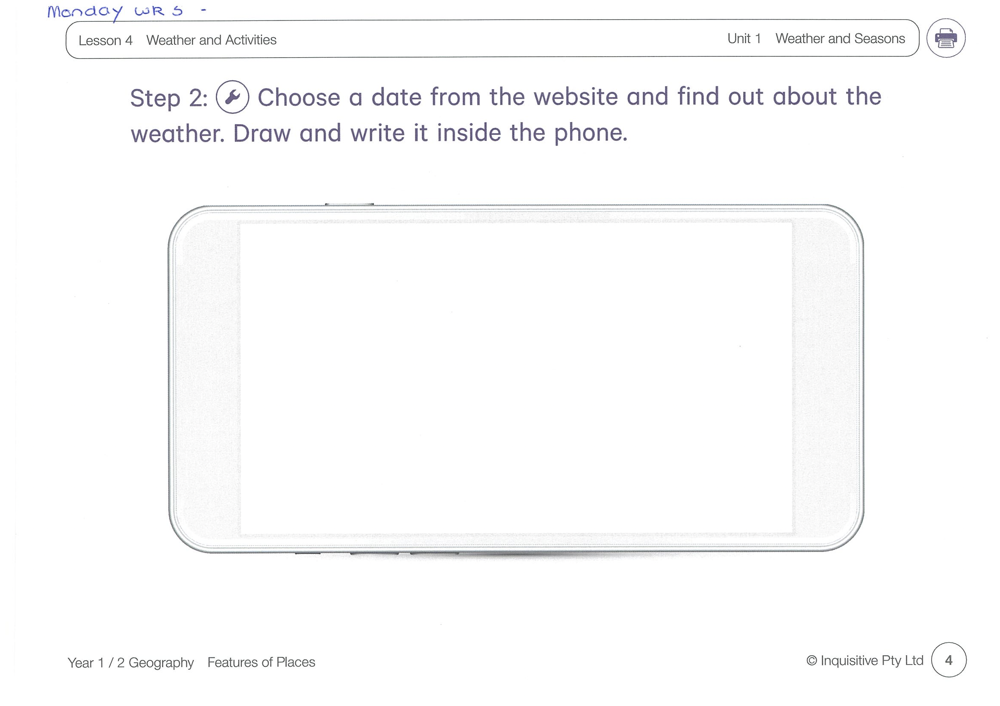 Monday WK 5 -
Lesson 4 Weather and Activities Unit 1 Weather and Seasons
Step 2: Choose a date from the website and find out about the
weather. Draw and write it inside the phone.
Year 1 / 2 Geography Features of Places © Inquisitive Pty Ltd 4